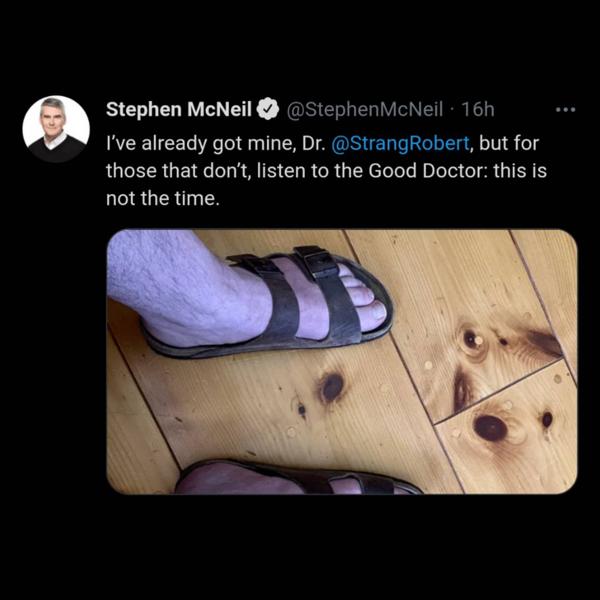 Stephen McNeil @StephenMcNeil · 16h
I’ve already got mine, Dr. @StrangRobert, but for
those that don’t, listen to the Good Doctor: this is
not the time.